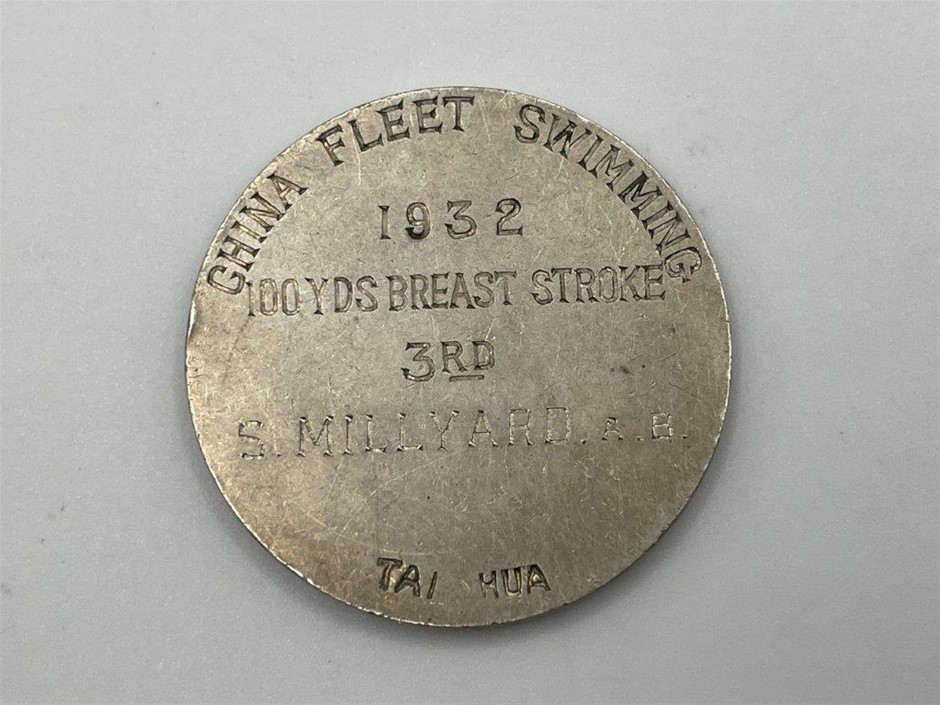 CHINA FLEET SWIMMING
1932
100 YDS BREAST STROKE
3RD
S. MILLYARD. A.B.
TAI HUA